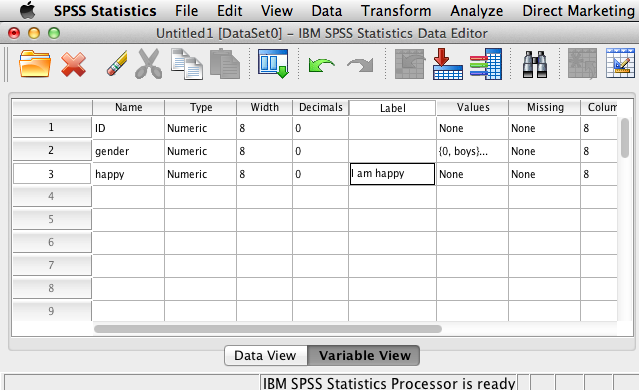 SPSS Statistics File Edit View Data Transform Analyze Direct Marketing
Untitled1 [DataSet0] – IBM SPSS Statistics Data Editor
Name Type Width Decimals Label Values Missing Colum
1 ID Numeric 8 0 None None 8
2 gender Numeric 8 0 {0, boys}... None 8
3 happy Numeric 8 0 I am happy None None 8
4
5
6
7
8
9
Data View Variable View
IBM SPSS Statistics Processor is ready